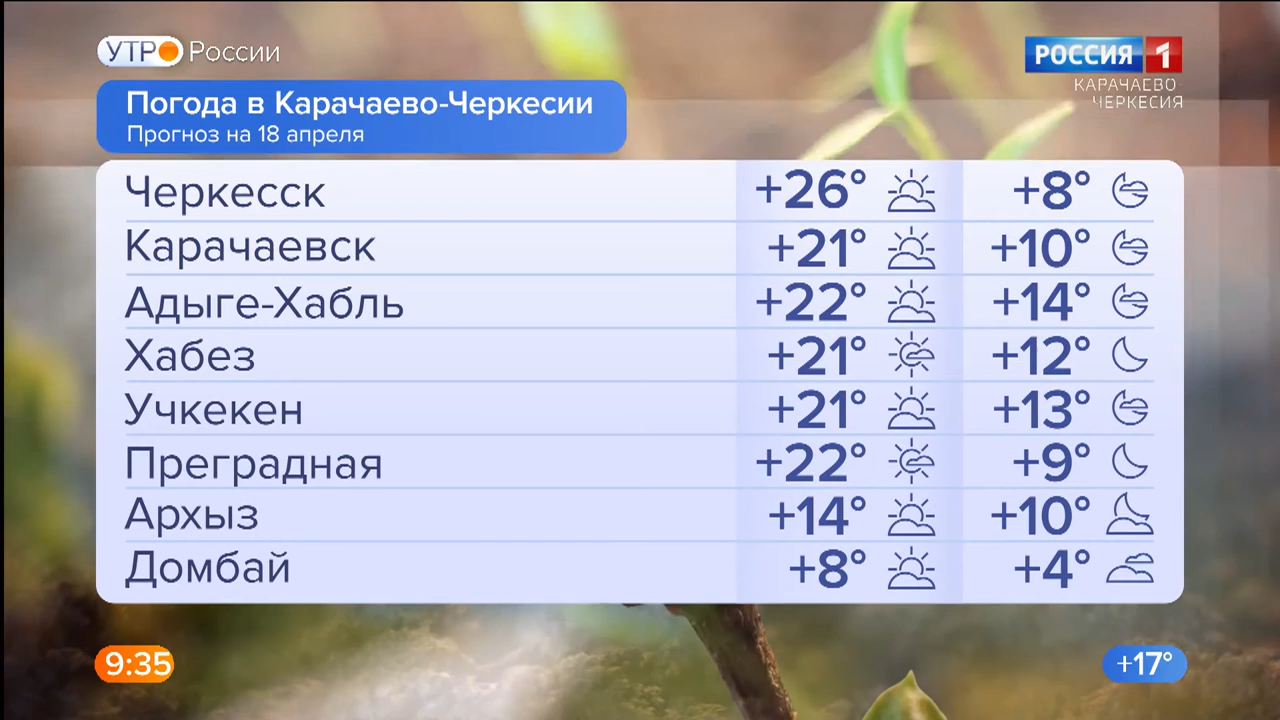 УТРО России
РОССИЯ 1
КАРАЧАЕВО-
ЧЕРКЕСИЯ
Погода в Карачаево-Черкесии
Прогноз на 18 апреля
Черкесск +26° +8°
Карачаевск +21° +10°
Адыге-Хабль +22° +14°
Хабез +21° +12°
Учкекен +21° +13°
Преградная +22° +9°
Архыз +14° +10°
Домбай +8° +4°
9:35 +17°